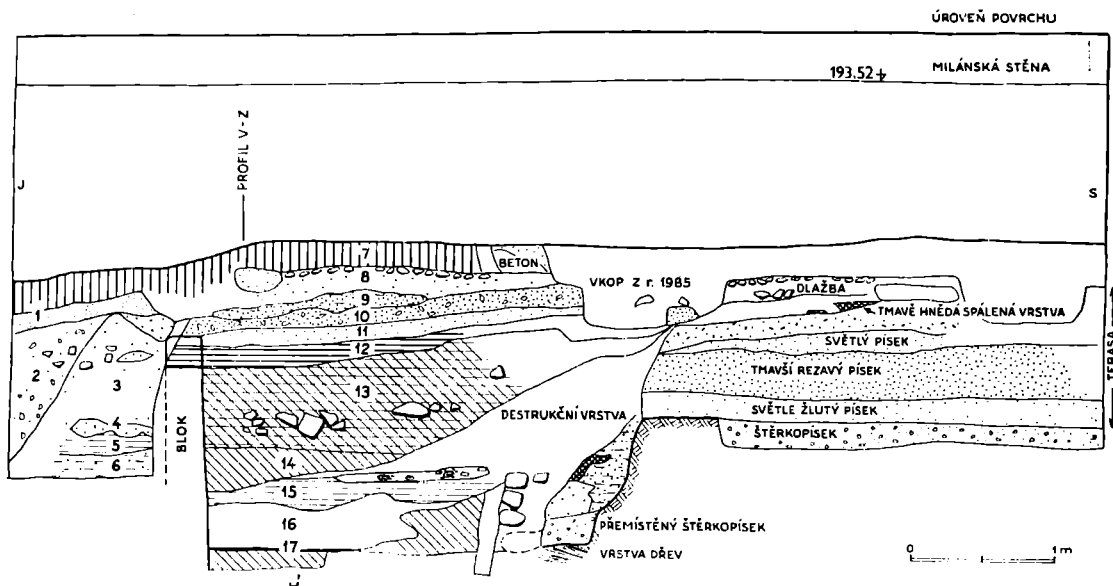 ÚROVEŇ POVRCHU
193.52
MILÁNSKÁ STĚNA
PROFIL V - Z
J
S
7
BETON
8
VKOP Z r. 1985
DLAŽBA
9
1
10
TMAVĚ HNĚDÁ SPÁLENÁ VRSTVA
11
SVĚTLÝ PÍSEK
12
TERASA
2
3
13
TMAVŠÍ REZAVÝ PÍSEK
BLOK
DESTRUKČNÍ VRSTVA
SVĚTLE ŽLUTÝ PÍSEK
4
5
ŠTĚRKOPÍSEK
6
14
15
16
PŘEMÍSTĚNÝ ŠTĚRKOPÍSEK
17
VRSTVA DŘEV
0 1m